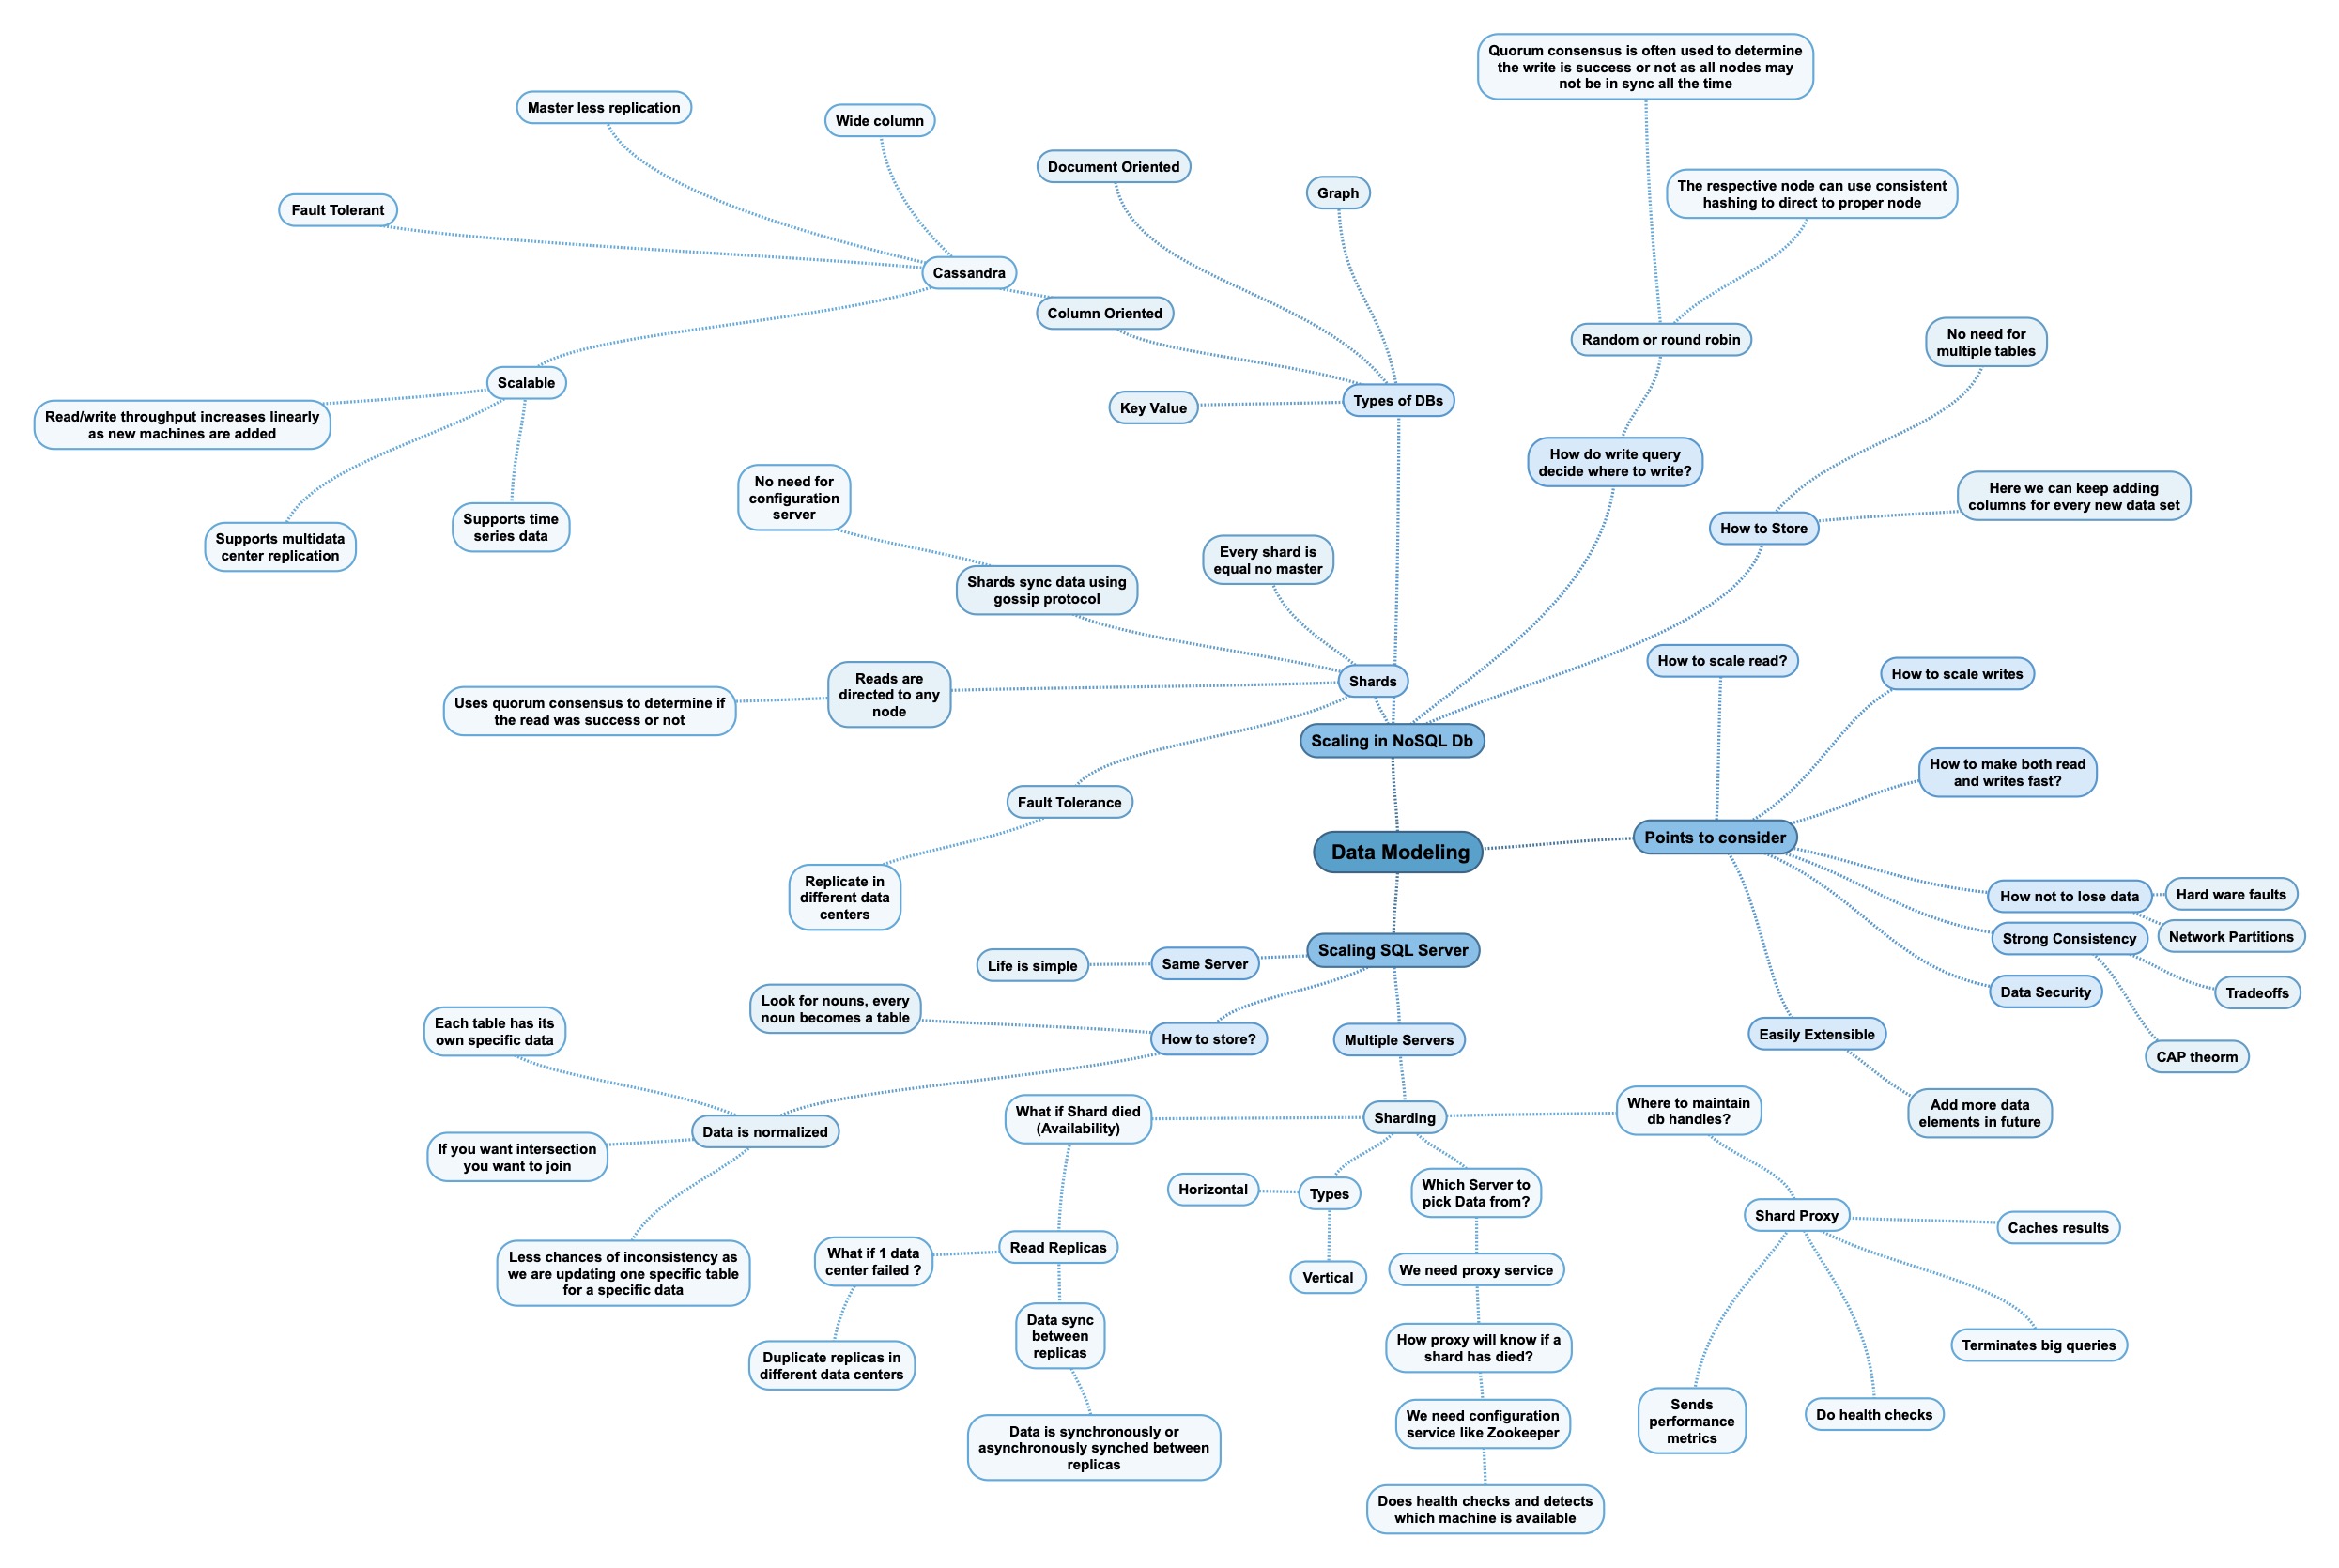 Quorum consensus is often used to determine
the write is success or not as all nodes may
not be in sync all the time
Master less replication
Wide column
Document Oriented
Graph
The respective node can use consistent
hashing to direct to proper node
Fault Tolerant
Cassandra
Column Oriented
Random or round robin
No need for
multiple tables
Scalable
Types of DBs
Key Value
Read/write throughput increases linearly
as new machines are added
How do write query
decide where to write?
No need for
configuration
server
Here we can keep adding
columns for every new data set
Supports time
series data
How to Store
Supports multidata
center replication
Every shard is
equal no master
Shards sync data using
gossip protocol
How to scale read?
How to scale writes
Shards
Reads are
directed to any
node
Uses quorum consensus to determine if
the read was success or not
Scaling in NoSQL Db
How to make both read
and writes fast?
Fault Tolerance
Points to consider
Data Modeling
Replicate in
different data
centers
How not to lose data
Hard ware faults
Strong Consistency
Network Partitions
Scaling SQL Server
Same Server
Life is simple
Data Security
Tradeoffs
Look for nouns, every
noun becomes a table
Each table has its
own specific data
How to store?
Multiple Servers
Easily Extensible
CAP theorm
Add more data
elements in future
What if Shard died
(Availability)
Sharding
Where to maintain
db handles?
Data is normalized
If you want intersection
you want to join
Horizontal
Types
Which Server to
pick Data from?
Shard Proxy
Caches results
Less chances of inconsistency as
we are updating one specific table
for a specific data
What if 1 data
center failed ?
Read Replicas
Vertical
We need proxy service
Data sync
between
replicas
How proxy will know if a
shard has died?
Terminates big queries
Duplicate replicas in
different data centers
Sends
performance
metrics
Do health checks
We need configuration
service like Zookeeper
Data is synchronously or
asynchronously synched between
replicas
Does health checks and detects
which machine is available